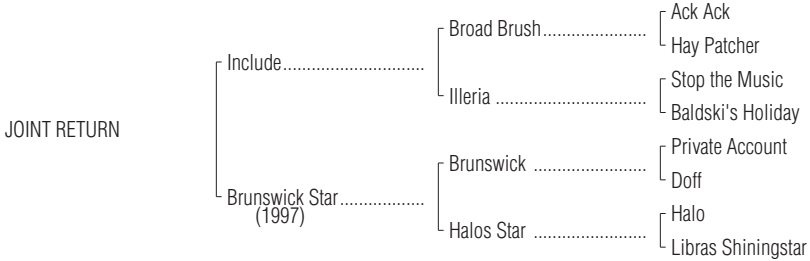 Ack Ack
Broad Brush......................
Hay Patcher
Include.............................
Stop the Music
Illeria ...............................
Baldski's Holiday
JOINT RETURN
Private Account
Brunswick .......................
Doff
Brunswick Star.................
(1997)
Halo
Halos Star .......................
Libras Shiningstar